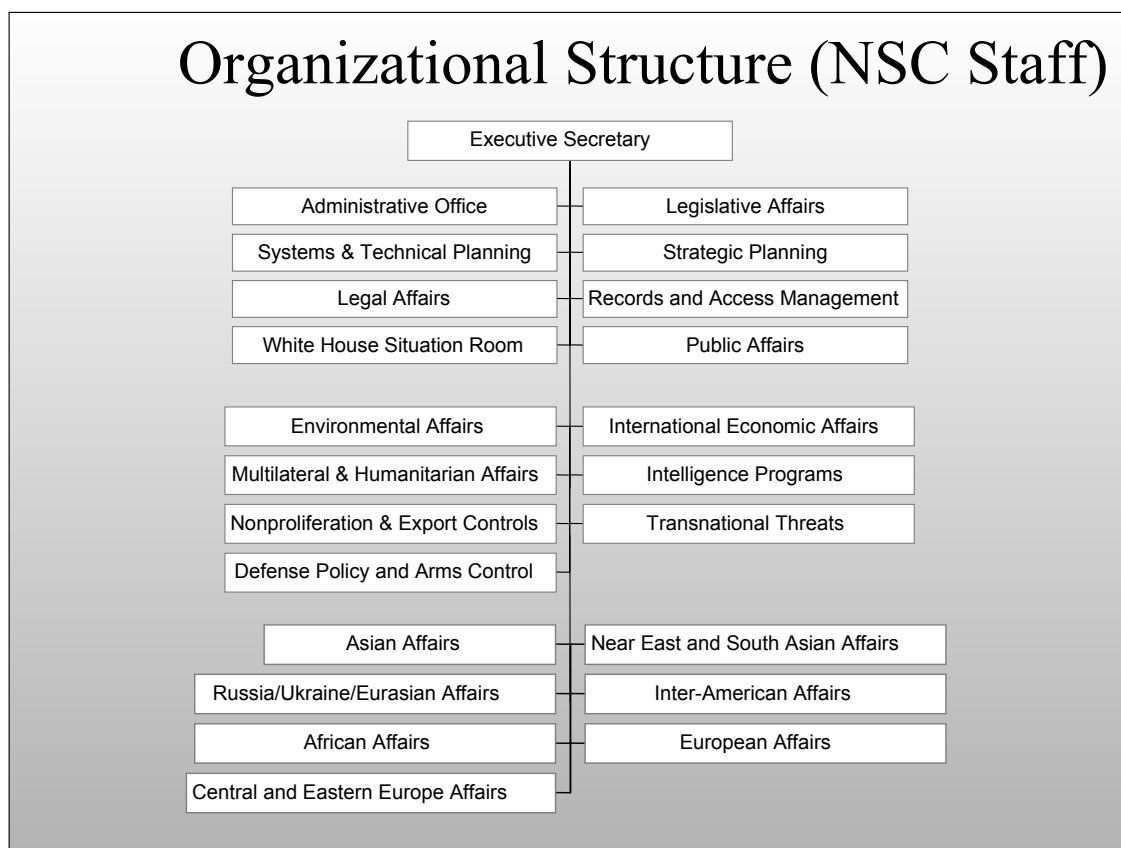 Organizational Structure (NSC Staff)
Executive Secretary
Administrative Office
Legislative Affairs
Systems & Technical Planning
Strategic Planning
Legal Affairs
Records and Access Management
White House Situation Room
Public Affairs
Environmental Affairs
International Economic Affairs
Multilateral & Humanitarian Affairs
Intelligence Programs
Nonproliferation & Export Controls
Transnational Threats
Defense Policy and Arms Control
Asian Affairs
Near East and South Asian Affairs
Russia/Ukraine/Eurasian Affairs
Inter-American Affairs
African Affairs
European Affairs
Central and Eastern Europe Affairs